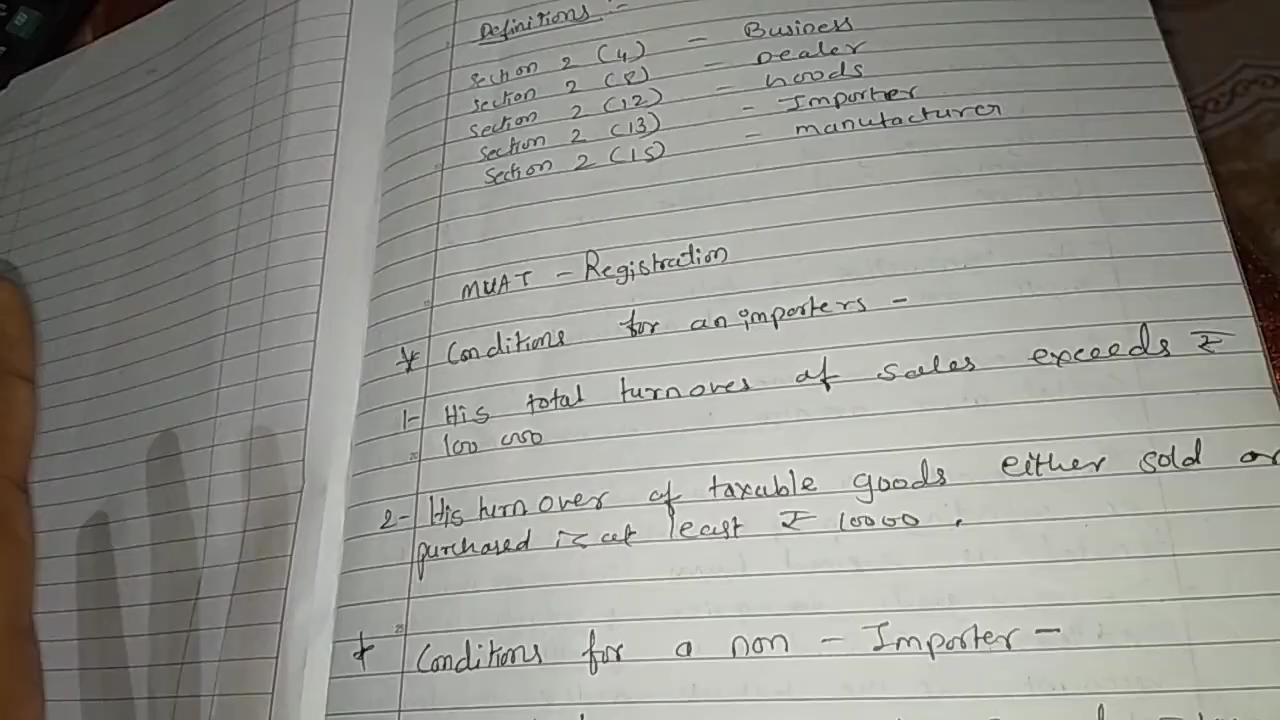 Definitions :-
Section 2 (4) - Business
Section 2 (8) - Dealer
Section 2 (12) - Goods
Section 2 (13) - Importer
Section 2 (15) - manufacturer
MVAT - Registration
* Conditions for an importers -
1- His total turnover of sales exceeds ₹
100 000
2- His turn over of taxable goods either sold or
purchased is at least ₹ 10000 .
* Conditions for a non - Importer -